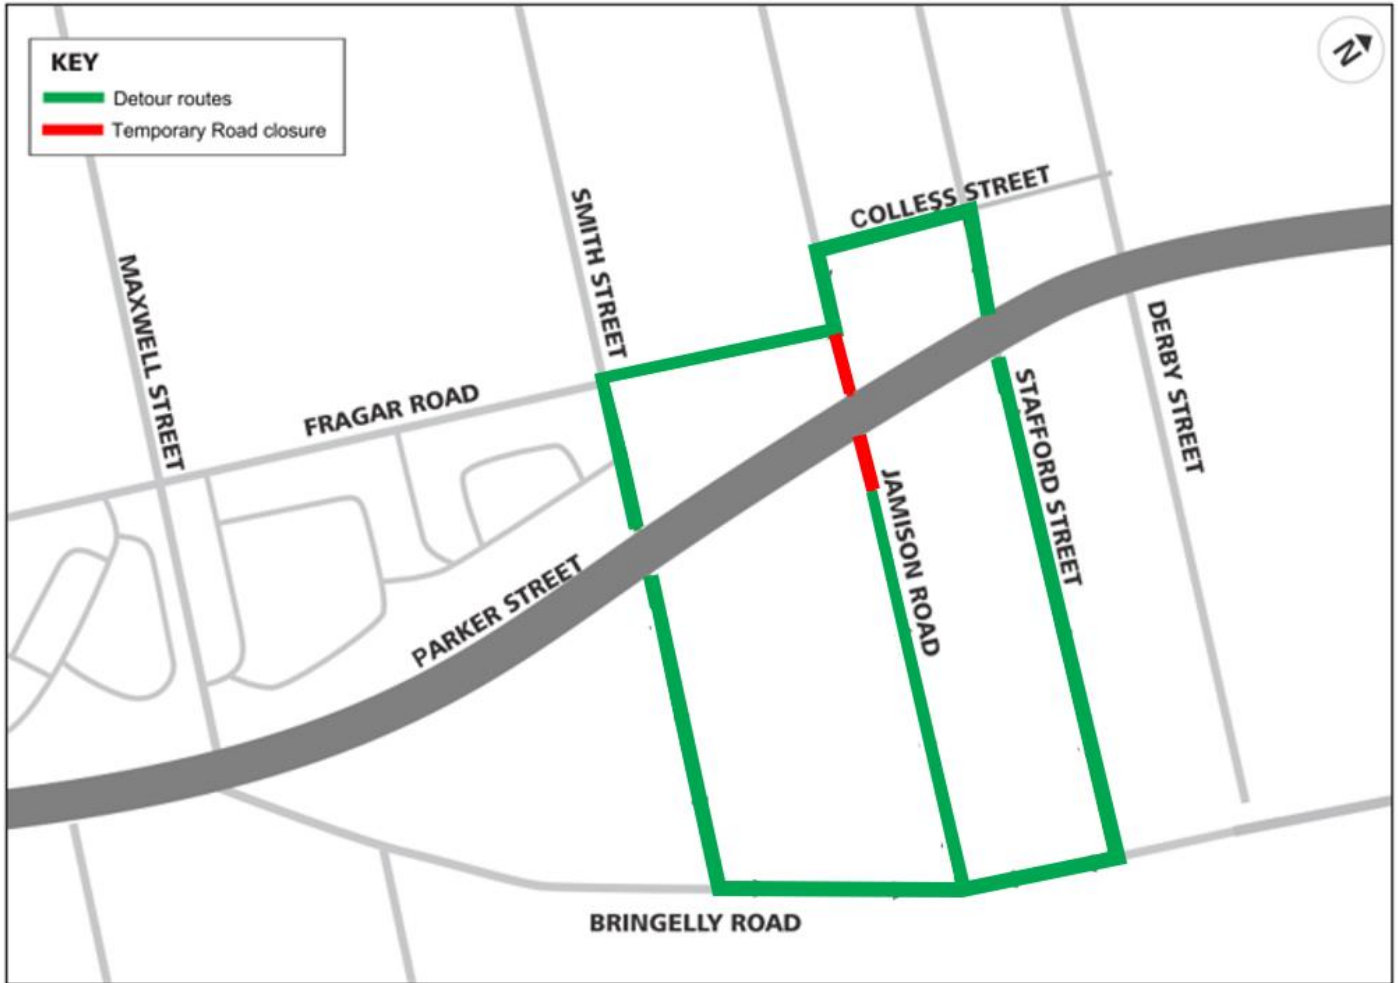 KEY
N
Detour routes
Temporary Road closure
COLLESS STREET
SMITH STREET
MAXWELL STREET
DERBY STREET
STAFFORD STREET
FRAGAR ROAD
JAMISON ROAD
PARKER STREET
BRINGELLY ROAD